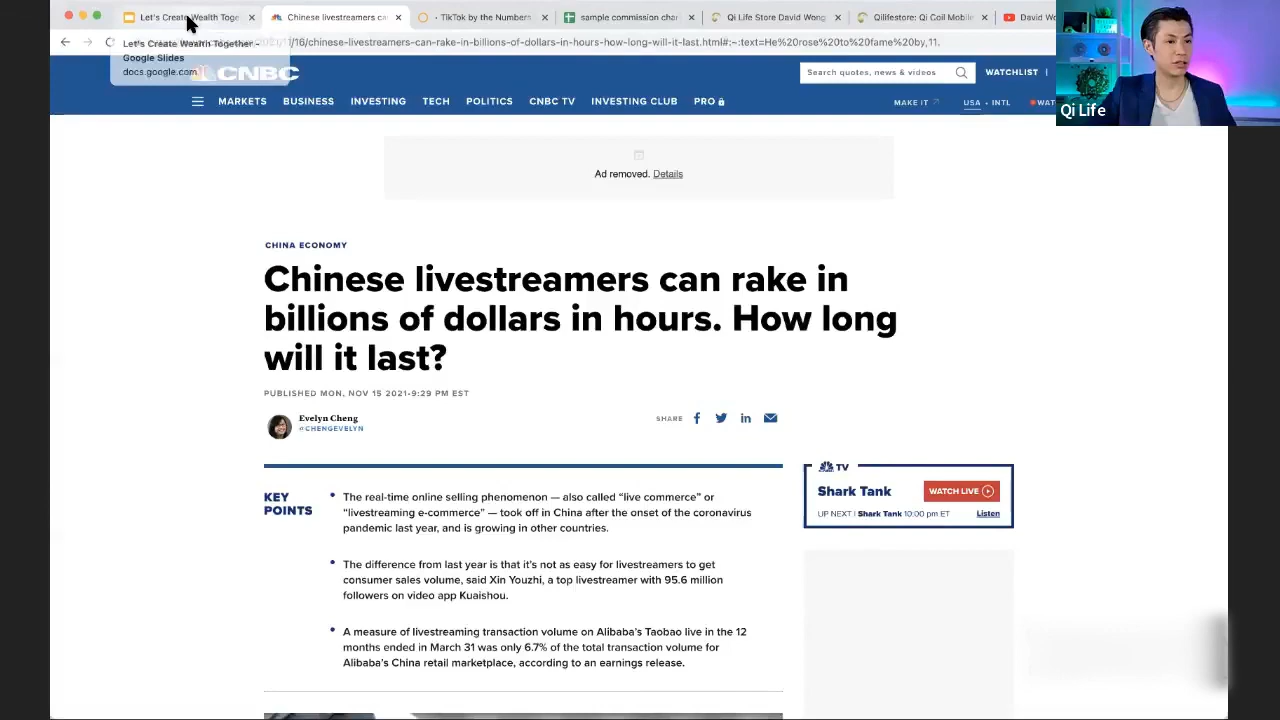 Let's Create Wealth Toge
Chinese livestreamers ca
TikTok by the Numbers
sample commission char
Qi Life Store David Wong
Qilifestore: Qi Coil Mobile
David Wo
/16/chinese-livestreamers-can-rake-in-billions-of-dollars-in-hours-how-long-will-it-last.html#:~:text=He%20rose%20to%20fame%20by,11.
Let's Create Wealth Together -
Google Slides
docs.google.com
CNBC
Search quotes, news & videos
WATCHLIST
MARKETS BUSINESS INVESTING TECH POLITICS CNBC TV INVESTING CLUB PRO
MAKE IT
USA • INTL
WAT
Qi Life
Ad removed. Details
CHINA ECONOMY
Chinese livestreamers can rake in
billions of dollars in hours. How long
will it last?
PUBLISHED MON, NOV 15 2021•9:29 PM EST
Evelyn Cheng
@CHENGEVELYN
SHARE
KEY
POINTS
The real-time online selling phenomenon — also called “live commerce” or
“livestreaming e-commerce” — took off in China after the onset of the coronavirus
pandemic last year, and is growing in other countries.
The difference from last year is that it’s not as easy for livestreamers to get
consumer sales volume, said Xin Youzhi, a top livestreamer with 95.6 million
followers on video app Kuaishou.
A measure of livestreaming transaction volume on Alibaba’s Taobao live in the 12
months ended in March 31 was only 6.7% of the total transaction volume for
Alibaba’s China retail marketplace, according to an earnings release.
TV
Shark Tank
WATCH LIVE
UP NEXT | Shark Tank 10:00 pm ET
Listen